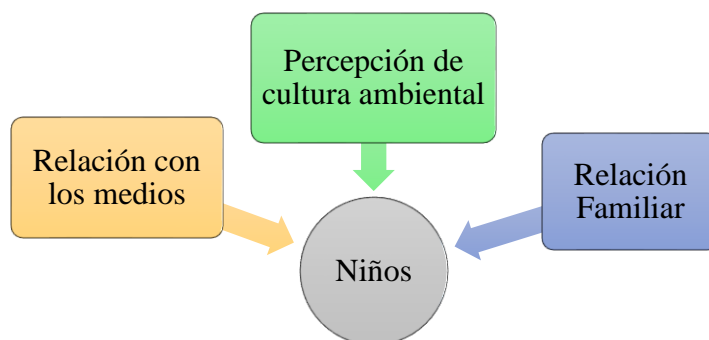 Percepción de
cultura ambiental
Relación con
los medios
Relación
Familiar
Niños